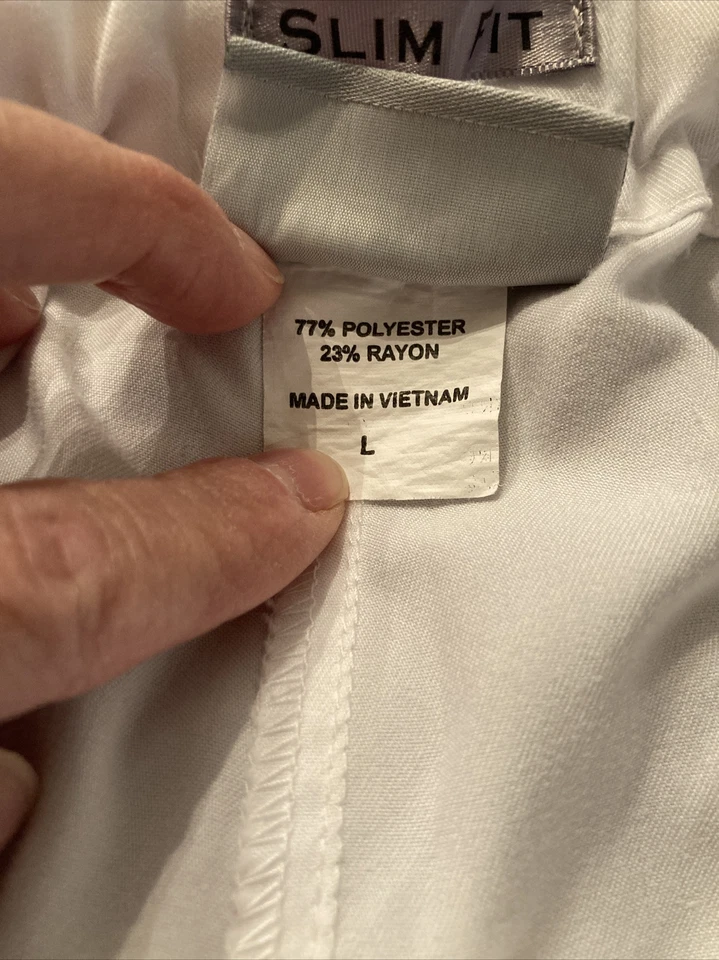 SLIM FIT
77% POLYESTER
23% RAYON
MADE IN VIETNAM
L